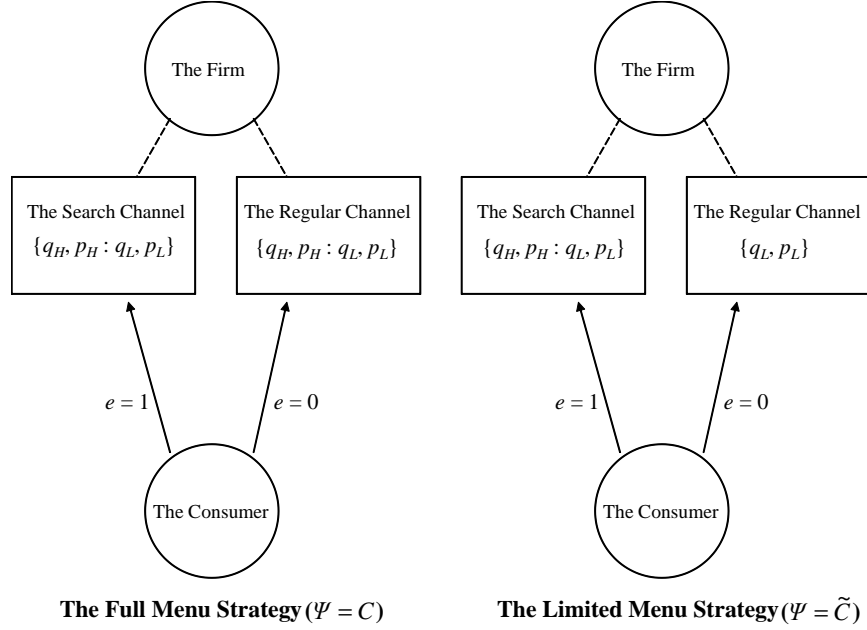 The Firm
The Search Channel
{q_H, p_H : q_L, p_L}
The Regular Channel
{q_H, p_H : q_L, p_L}
e = 1
e = 0
The Consumer
The Full Menu Strategy (Ψ = C)
The Firm
The Search Channel
{q_H, p_H : q_L, p_L}
The Regular Channel
{q_L, p_L}
e = 1
e = 0
The Consumer
The Limited Menu Strategy (Ψ = C̃)